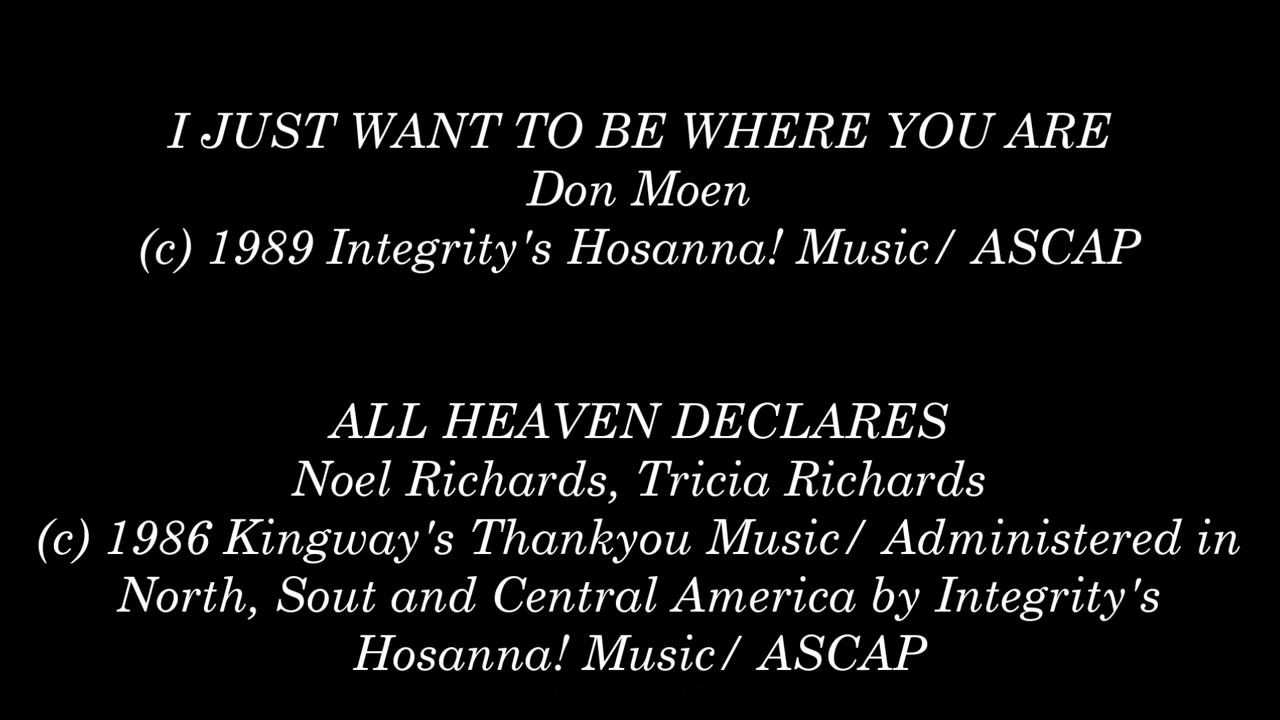 I JUST WANT TO BE WHERE YOU ARE
Don Moen
(c) 1989 Integrity's Hosanna! Music/ ASCAP
ALL HEAVEN DECLARES
Noel Richards, Tricia Richards
(c) 1986 Kingway's Thankyou Music/ Administered in
North, Sout and Central America by Integrity's
Hosanna! Music/ ASCAP